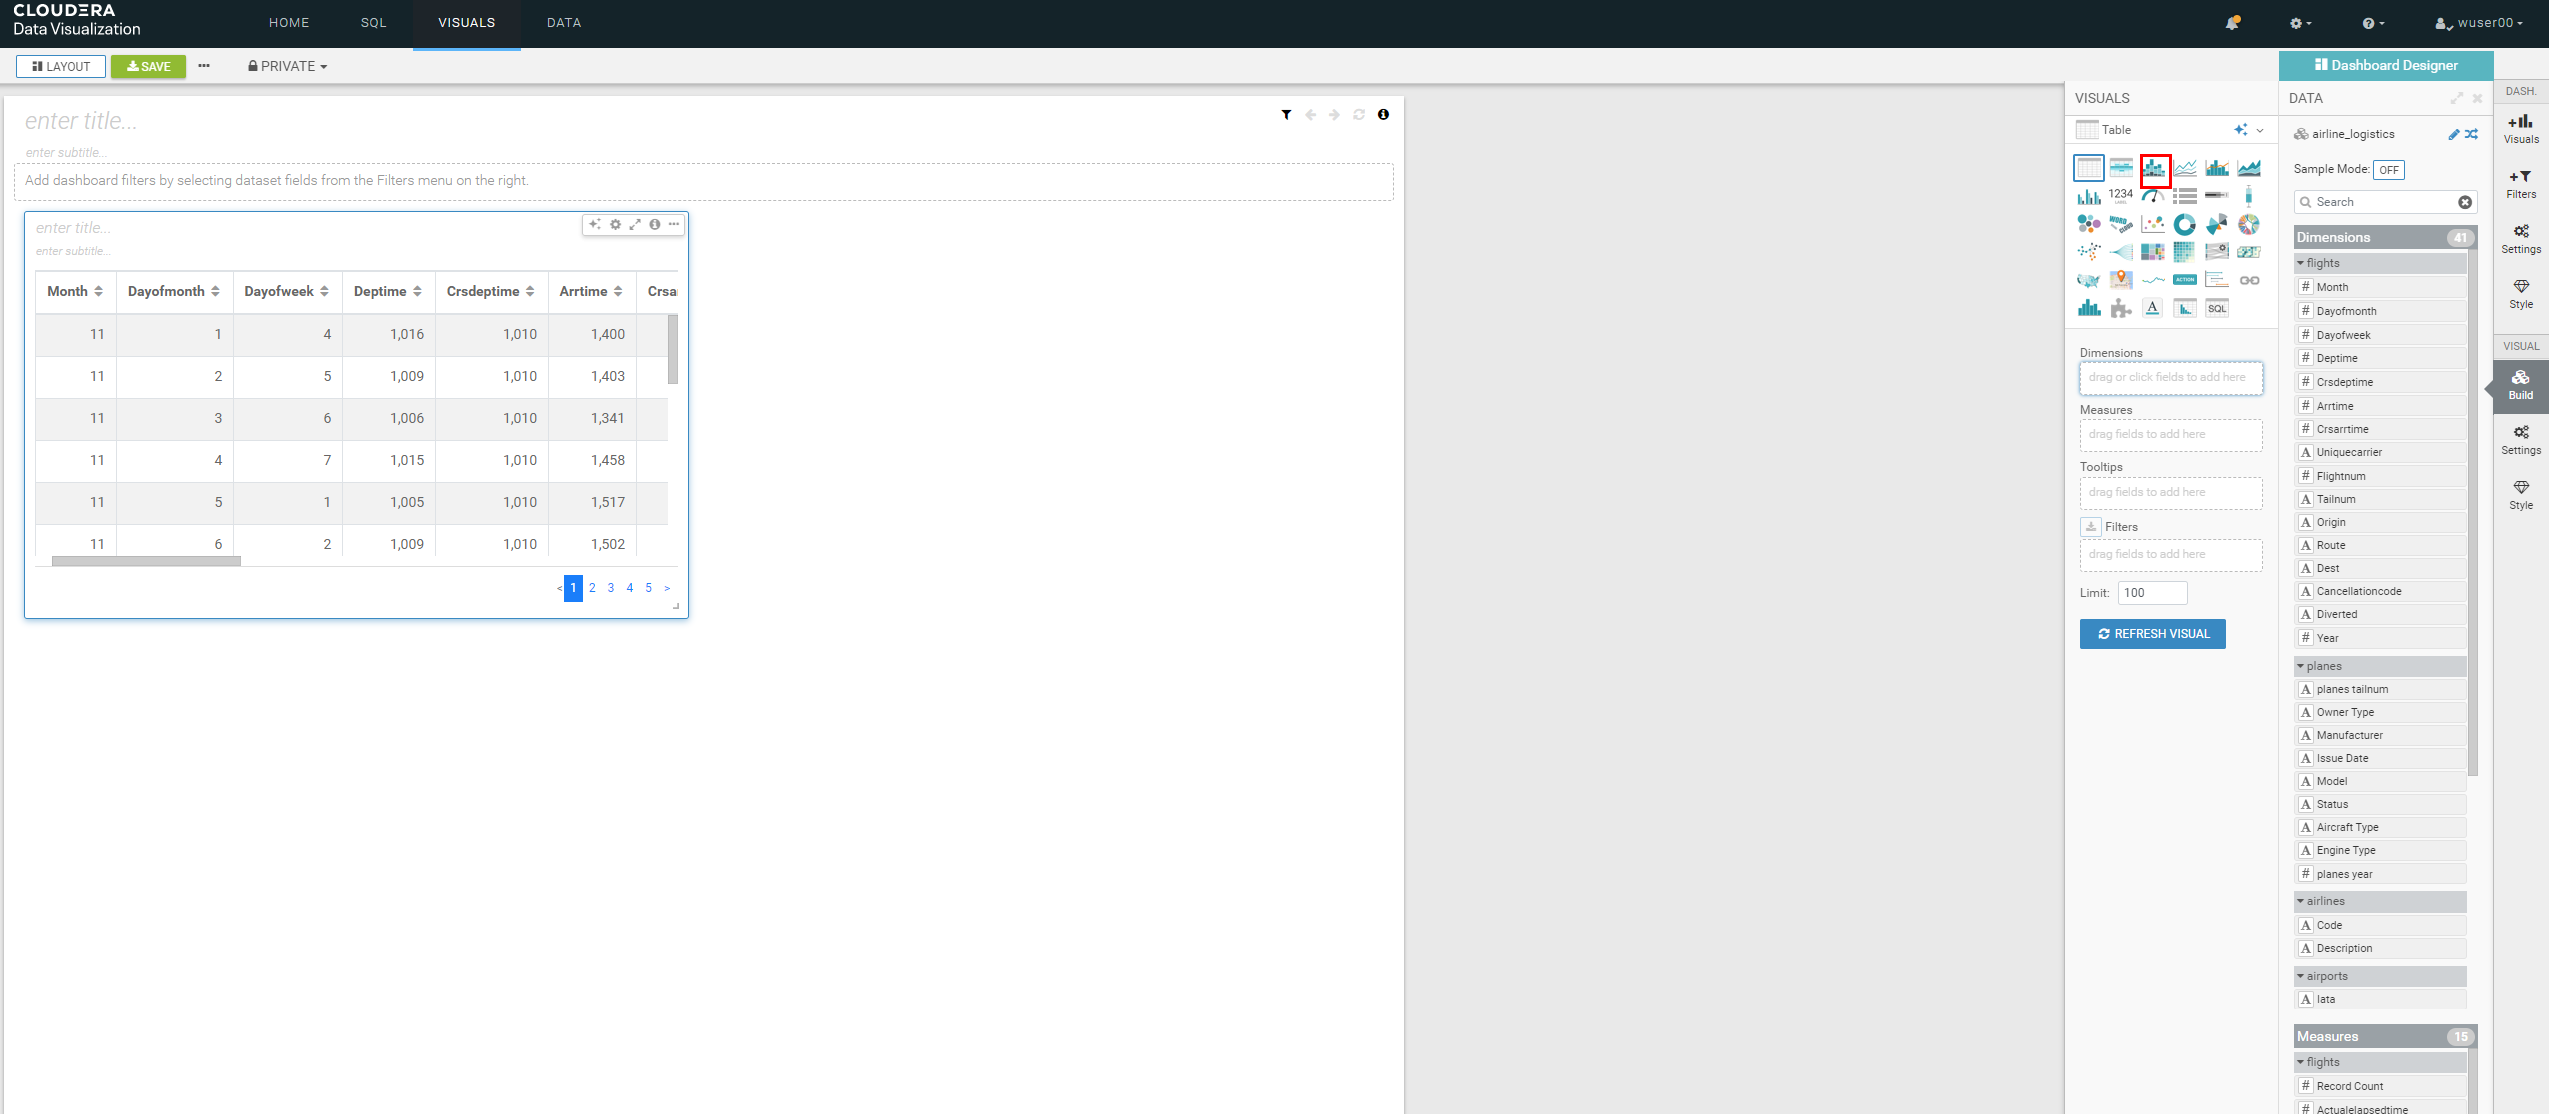 CLOUDERA
Data Visualization
HOME
SQL
VISUALS
DATA
wuser00
LAYOUT
SAVE
PRIVATE
Dashboard Designer
enter title...
enter subtitle...
Add dashboard filters by selecting dataset fields from the Filters menu on the right.
enter title...
enter subtitle...
Month Dayofmonth Dayofweek Deptime Crsdeptime Arrtime Crsa
11 1 4 1,016 1,010 1,400
11 2 5 1,009 1,010 1,403
11 3 6 1,006 1,010 1,341
11 4 7 1,015 1,010 1,458
11 5 1 1,005 1,010 1,517
11 6 2 1,009 1,010 1,502
< 1 2 3 4 5 >
VISUALS
Table
1234
LABEL
WORD
CLOUD
ACTION
A
SQL
Dimensions
drag or click fields to add here
Measures
drag fields to add here
Tooltips
drag fields to add here
Filters
drag fields to add here
Limit: 100
REFRESH VISUAL
DATA
airline_logistics
Sample Mode: OFF
Search
Dimensions 41
flights
# Month
# Dayofmonth
# Dayofweek
# Deptime
# Crsdeptime
# Arrtime
# Crsarrtime
A Uniquecarrier
# Flightnum
A Tailnum
A Origin
A Route
A Dest
A Cancellationcode
A Diverted
# Year
planes
A planes tailnum
A Owner Type
A Manufacturer
A Issue Date
A Model
A Status
A Aircraft Type
A Engine Type
# planes year
airlines
A Code
A Description
airports
A Iata
Measures 15
flights
# Record Count
# Actualelapsedtime
DASH.
Visuals
Filters
Settings
Style
VISUAL
Build
Settings
Style